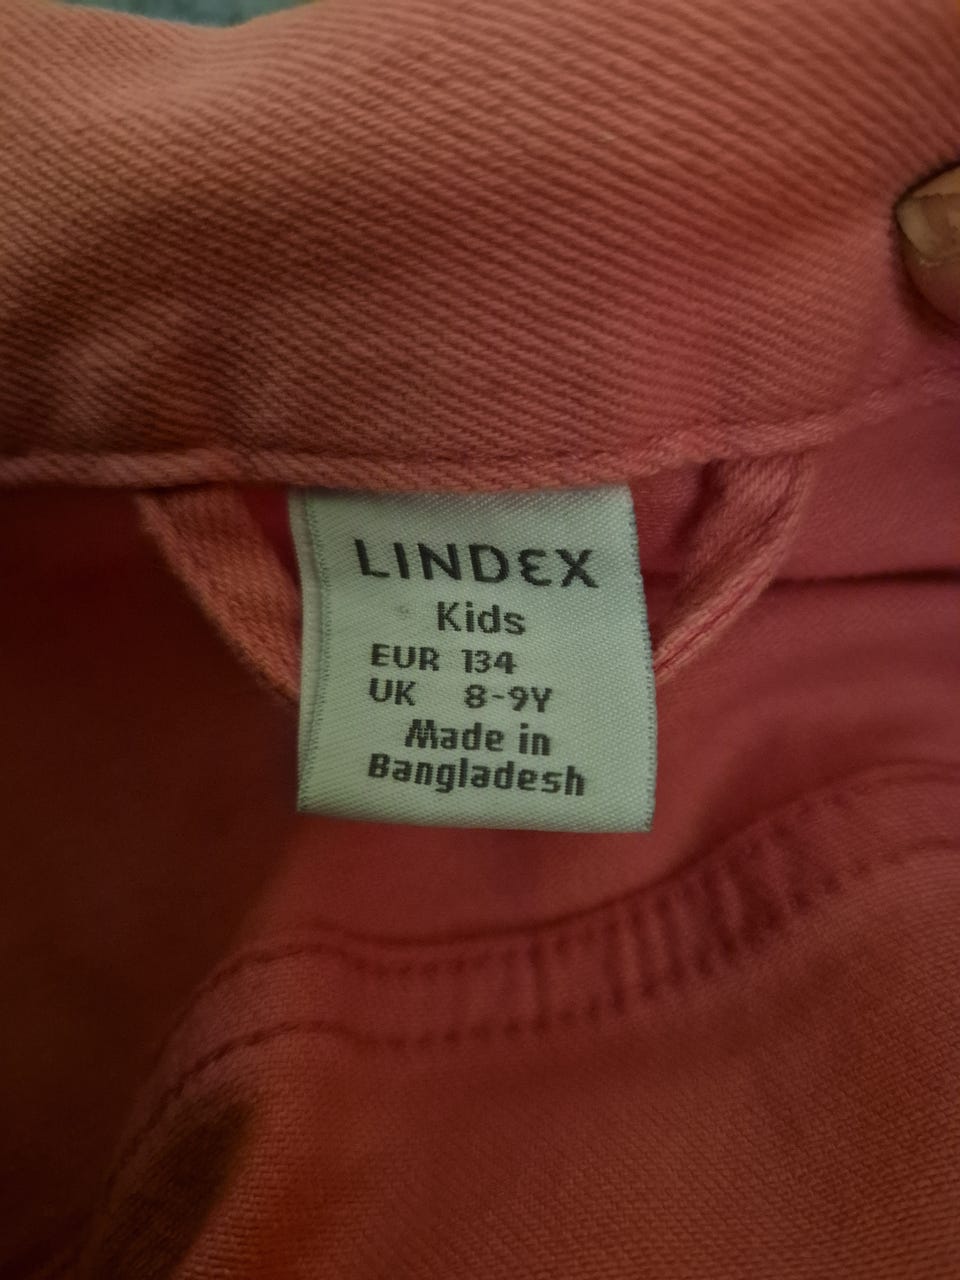 LINDEX
Kids
EUR 134
UK 8-9Y
Made in
Bangladesh